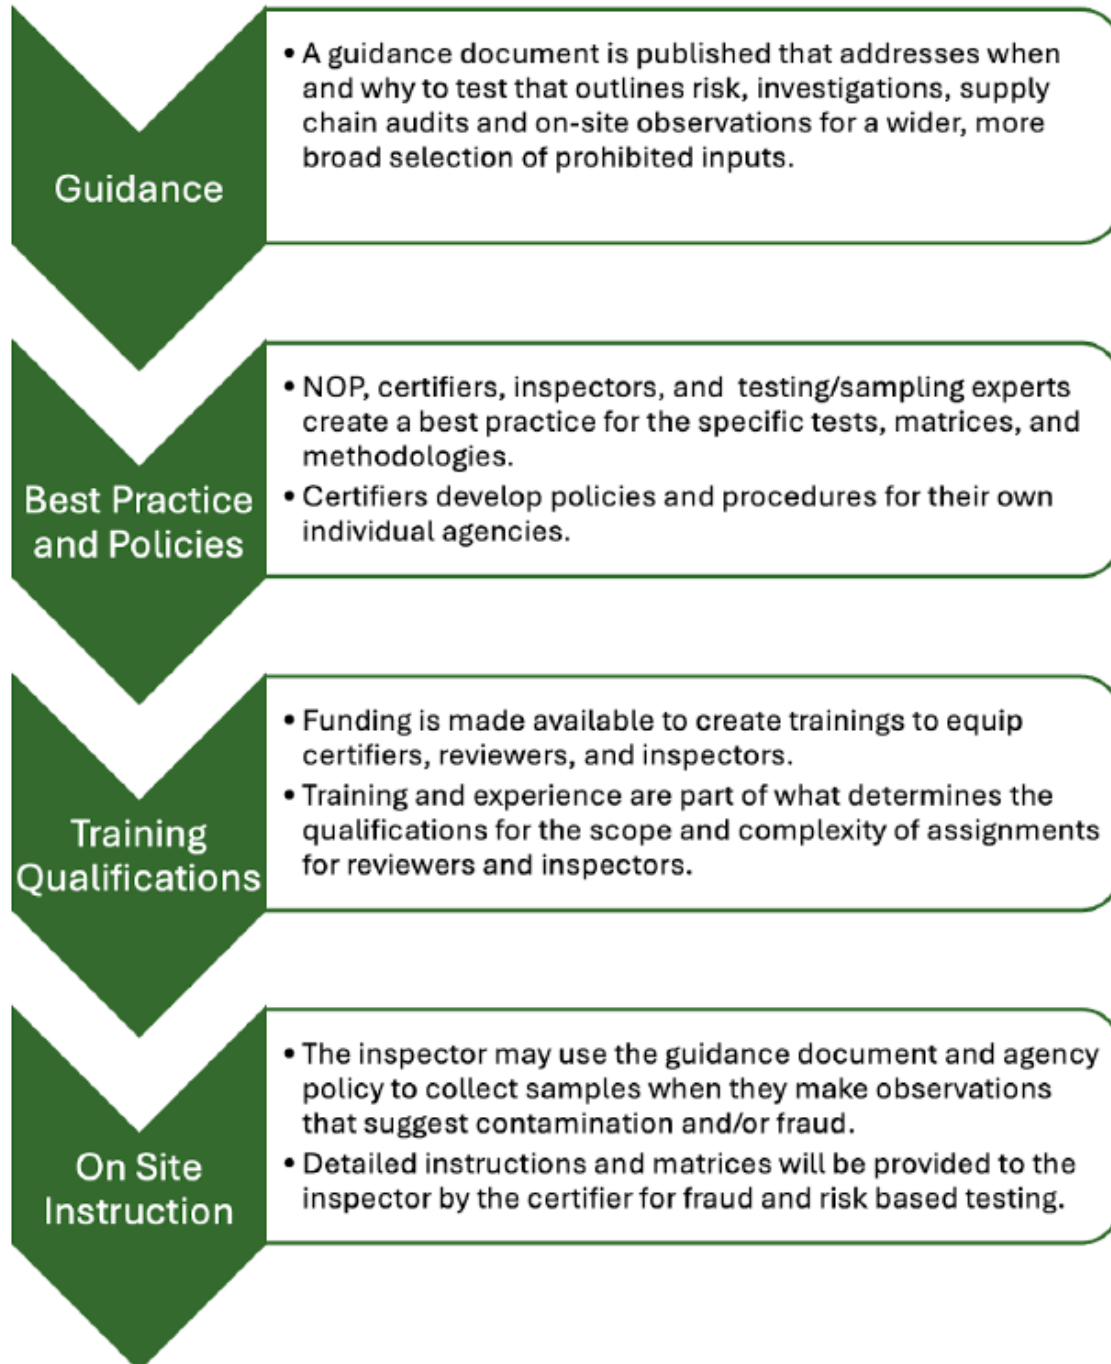 Guidance
• A guidance document is published that addresses when
and why to test that outlines risk, investigations, supply
chain audits and on-site observations for a wider, more
broad selection of prohibited inputs.
Best Practice
and Policies
• NOP, certifiers, inspectors, and testing/sampling experts
create a best practice for the specific tests, matrices, and
methodologies.
• Certifiers develop policies and procedures for their own
individual agencies.
Training
Qualifications
• Funding is made available to create trainings to equip
certifiers, reviewers, and inspectors.
• Training and experience are part of what determines the
qualifications for the scope and complexity of assignments
for reviewers and inspectors.
On Site
Instruction
• The inspector may use the guidance document and agency
policy to collect samples when they make observations
that suggest contamination and/or fraud.
• Detailed instructions and matrices will be provided to the
inspector by the certifier for fraud and risk based testing.